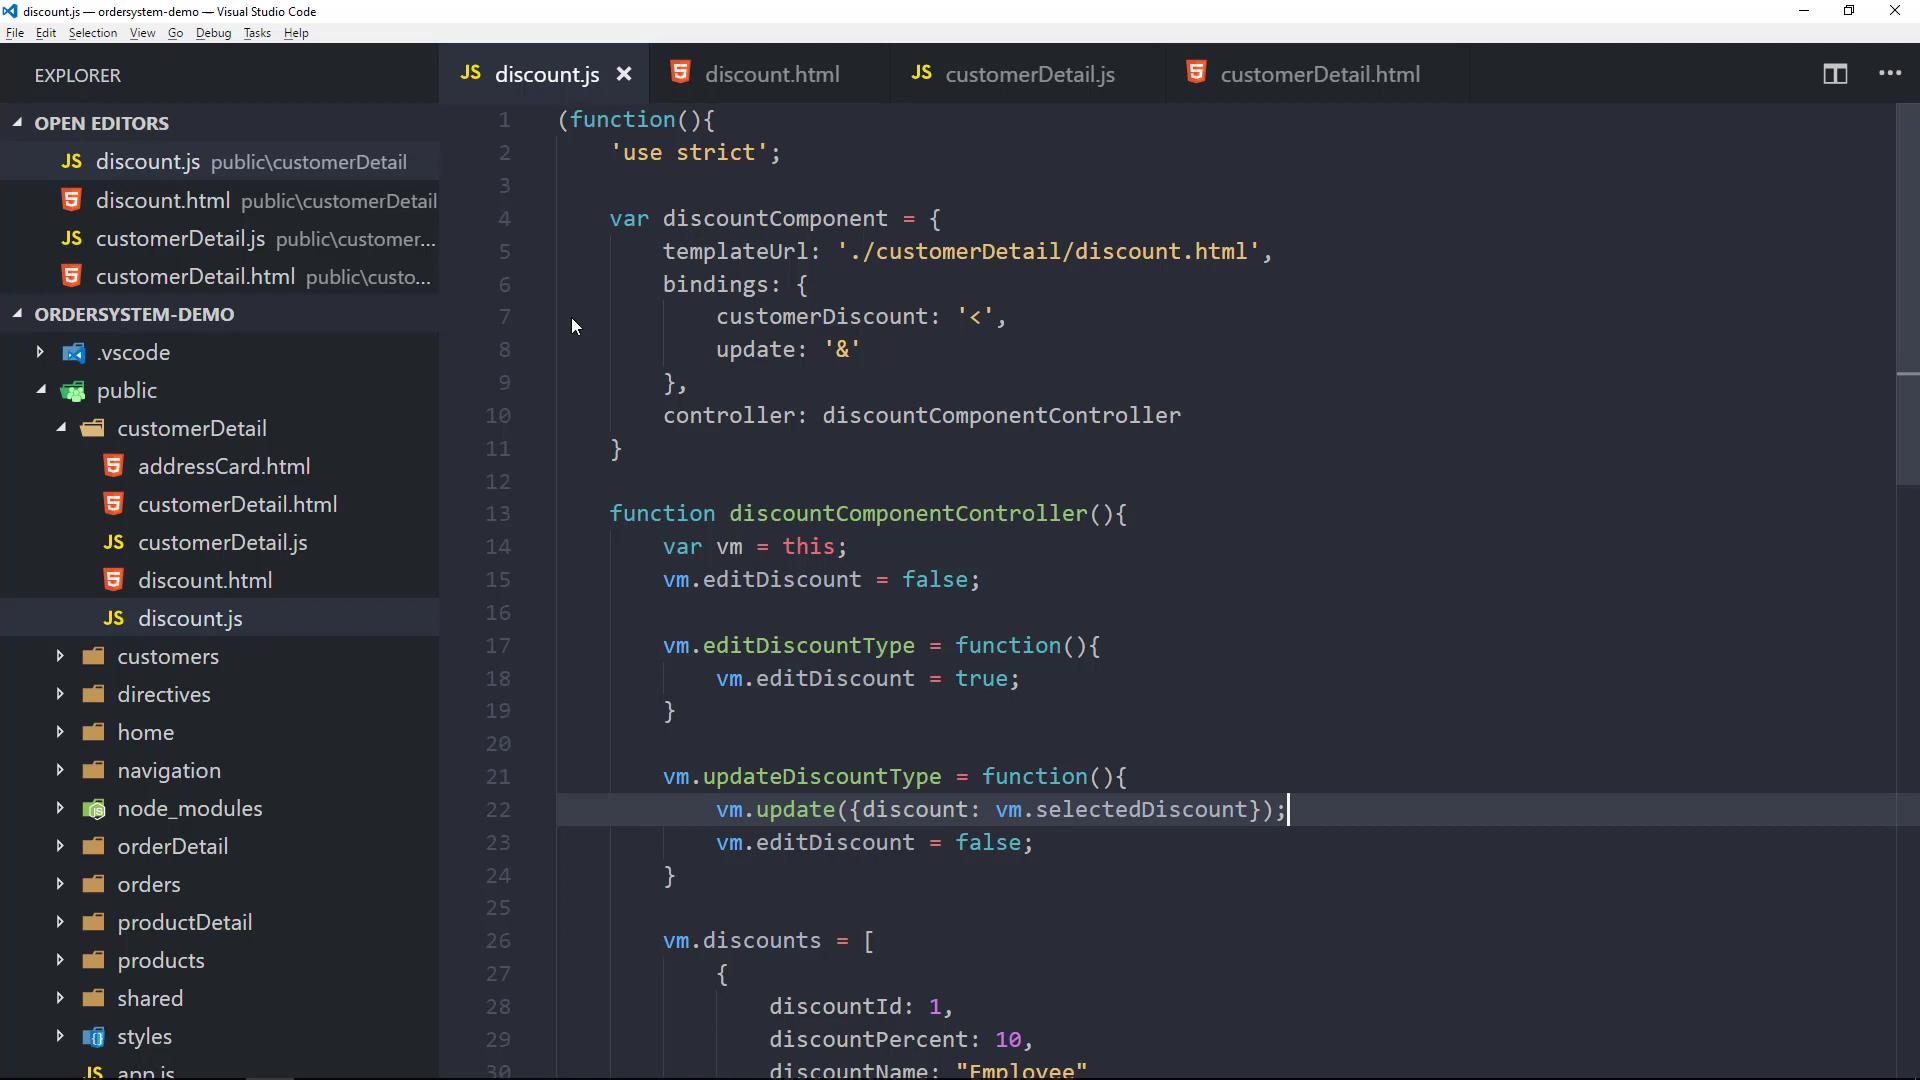 discount.js — ordersystem-demo — Visual Studio Code
File Edit Selection View Go Debug Tasks Help
EXPLORER
OPEN EDITORS
JS discount.js public\customerDetail
discount.html public\customerDetail
JS customerDetail.js public\customer...
customerDetail.html public\custo...
ORDERSYSTEM-DEMO
.vscode
public
customerDetail
addressCard.html
customerDetail.html
JS customerDetail.js
discount.html
JS discount.js
customers
directives
home
navigation
node_modules
orderDetail
orders
productDetail
products
shared
styles
JS app.js
JS discount.js discount.html JS customerDetail.js customerDetail.html
1 (function(){
2 'use strict';
3
4 var discountComponent = {
5 templateUrl: './customerDetail/discount.html',
6 bindings: {
7 customerDiscount: '<',
8 update: '&'
9 },
10 controller: discountComponentController
11 }
12
13 function discountComponentController(){
14 var vm = this;
15 vm.editDiscount = false;
16
17 vm.editDiscountType = function(){
18 vm.editDiscount = true;
19 }
20
21 vm.updateDiscountType = function(){
22 vm.update({discount: vm.selectedDiscount});
23 vm.editDiscount = false;
24 }
25
26 vm.discounts = [
27 {
28 discountId: 1,
29 discountPercent: 10,
30 discountName: "Employee"